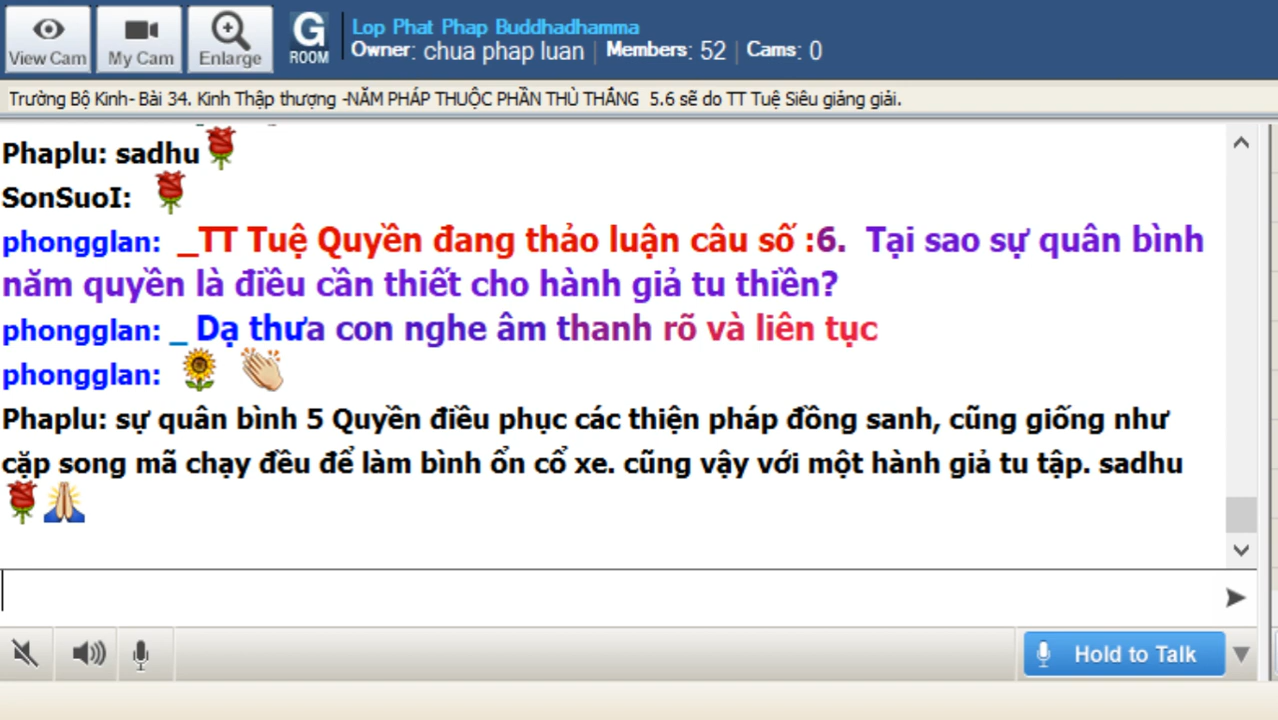 View Cam
My Cam
Enlarge
G
ROOM
Lop Phat Phap Buddhadhamma
Owner: chua phap luan | Members: 52 | Cams: 0
Trường Bộ Kinh- Bài 34. Kinh Thập thượng -NĂM PHÁP THUỘC PHẦN THÙ THẮNG 5.6 sẽ do TT Tuệ Siêu giảng giải.
Phaplu: sadhu
SonSuoI:
phongglan: _TT Tuệ Quyền đang thảo luận câu số :6. Tại sao sự quân bình
năm quyền là điều cần thiết cho hành giả tu thiền?
phongglan: _ Dạ thưa con nghe âm thanh rõ và liên tục
phongglan:
Phaplu: sự quân bình 5 Quyền điều phục các thiện pháp đồng sanh, cũng giống như
cặp song mã chạy đều để làm bình ổn cổ xe. cũng vậy với một hành giả tu tập. sadhu
Hold to Talk